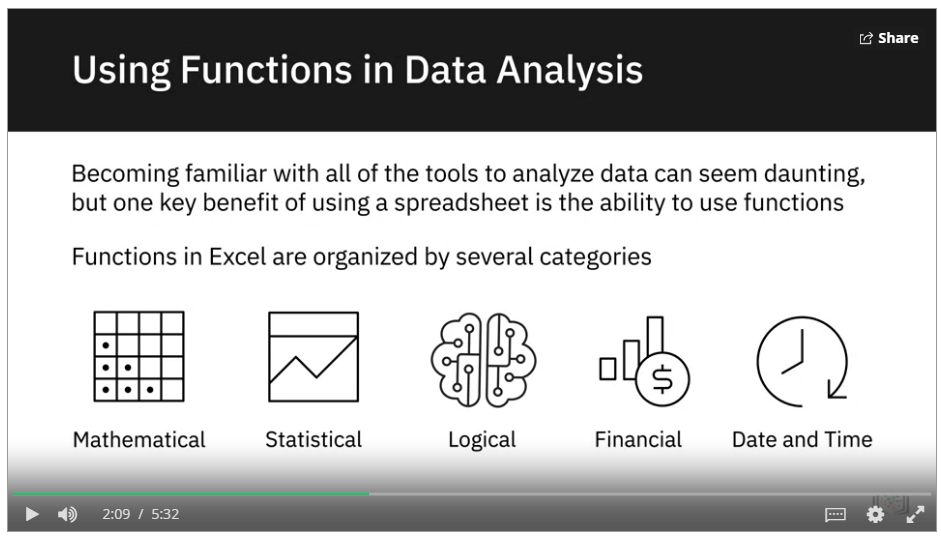 Share
Using Functions in Data Analysis
Becoming familiar with all of the tools to analyze data can seem daunting,
but one key benefit of using a spreadsheet is the ability to use functions
Functions in Excel are organized by several categories
$
Mathematical Statistical Logical Financial Date and Time
2:09 / 5:32